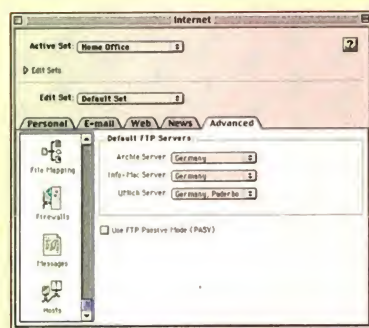 Internet
Active Set: Home Office
Edit Sets
Edit Set: Default Set
Personal E-mail Web News Advanced
File Mapping
Firewalls
Messages
Hosts
Default FTP Servers
Archie Server Germany
Info-Mac Server Germany
UMich Server Germany, Paderbo
Use FTP Passive Mode (PASV)